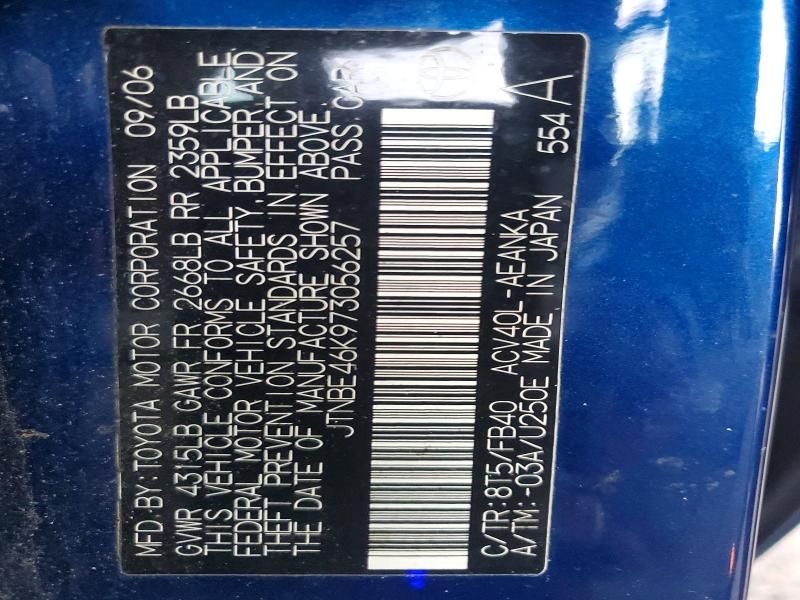 MFD. BY: TOYOTA MOTOR CORPORATION 09/06
GVWR 4315LB GAWR FR 2668LB RR 2359LB
THIS VEHICLE CONFORMS TO ALL APPLICABLE
FEDERAL MOTOR VEHICLE SAFETY, BUMPER, AND
THEFT PREVENTION STANDARDS IN EFFECT ON
THE DATE OF MANUFACTURE SHOWN ABOVE.
JTNBE46K973056257 PASS. CAR
C/TR: 8T5/FB40 ACV40L-AEANKA
A/TM: -03A/U250E MADE IN JAPAN 554 A